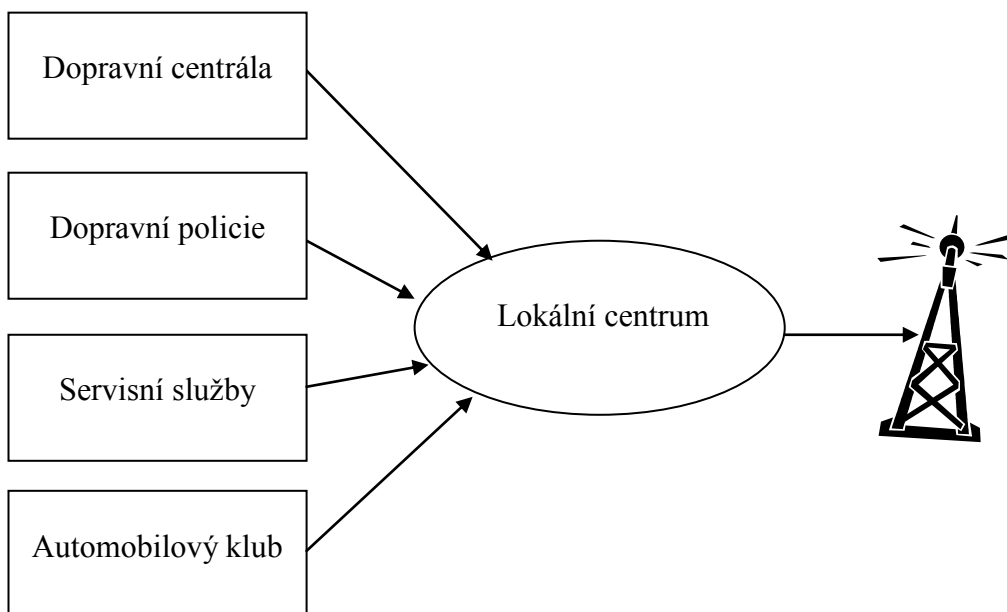 Dopravní centrála
Dopravní policie
Lokální centrum
Servisní služby
Automobilový klub